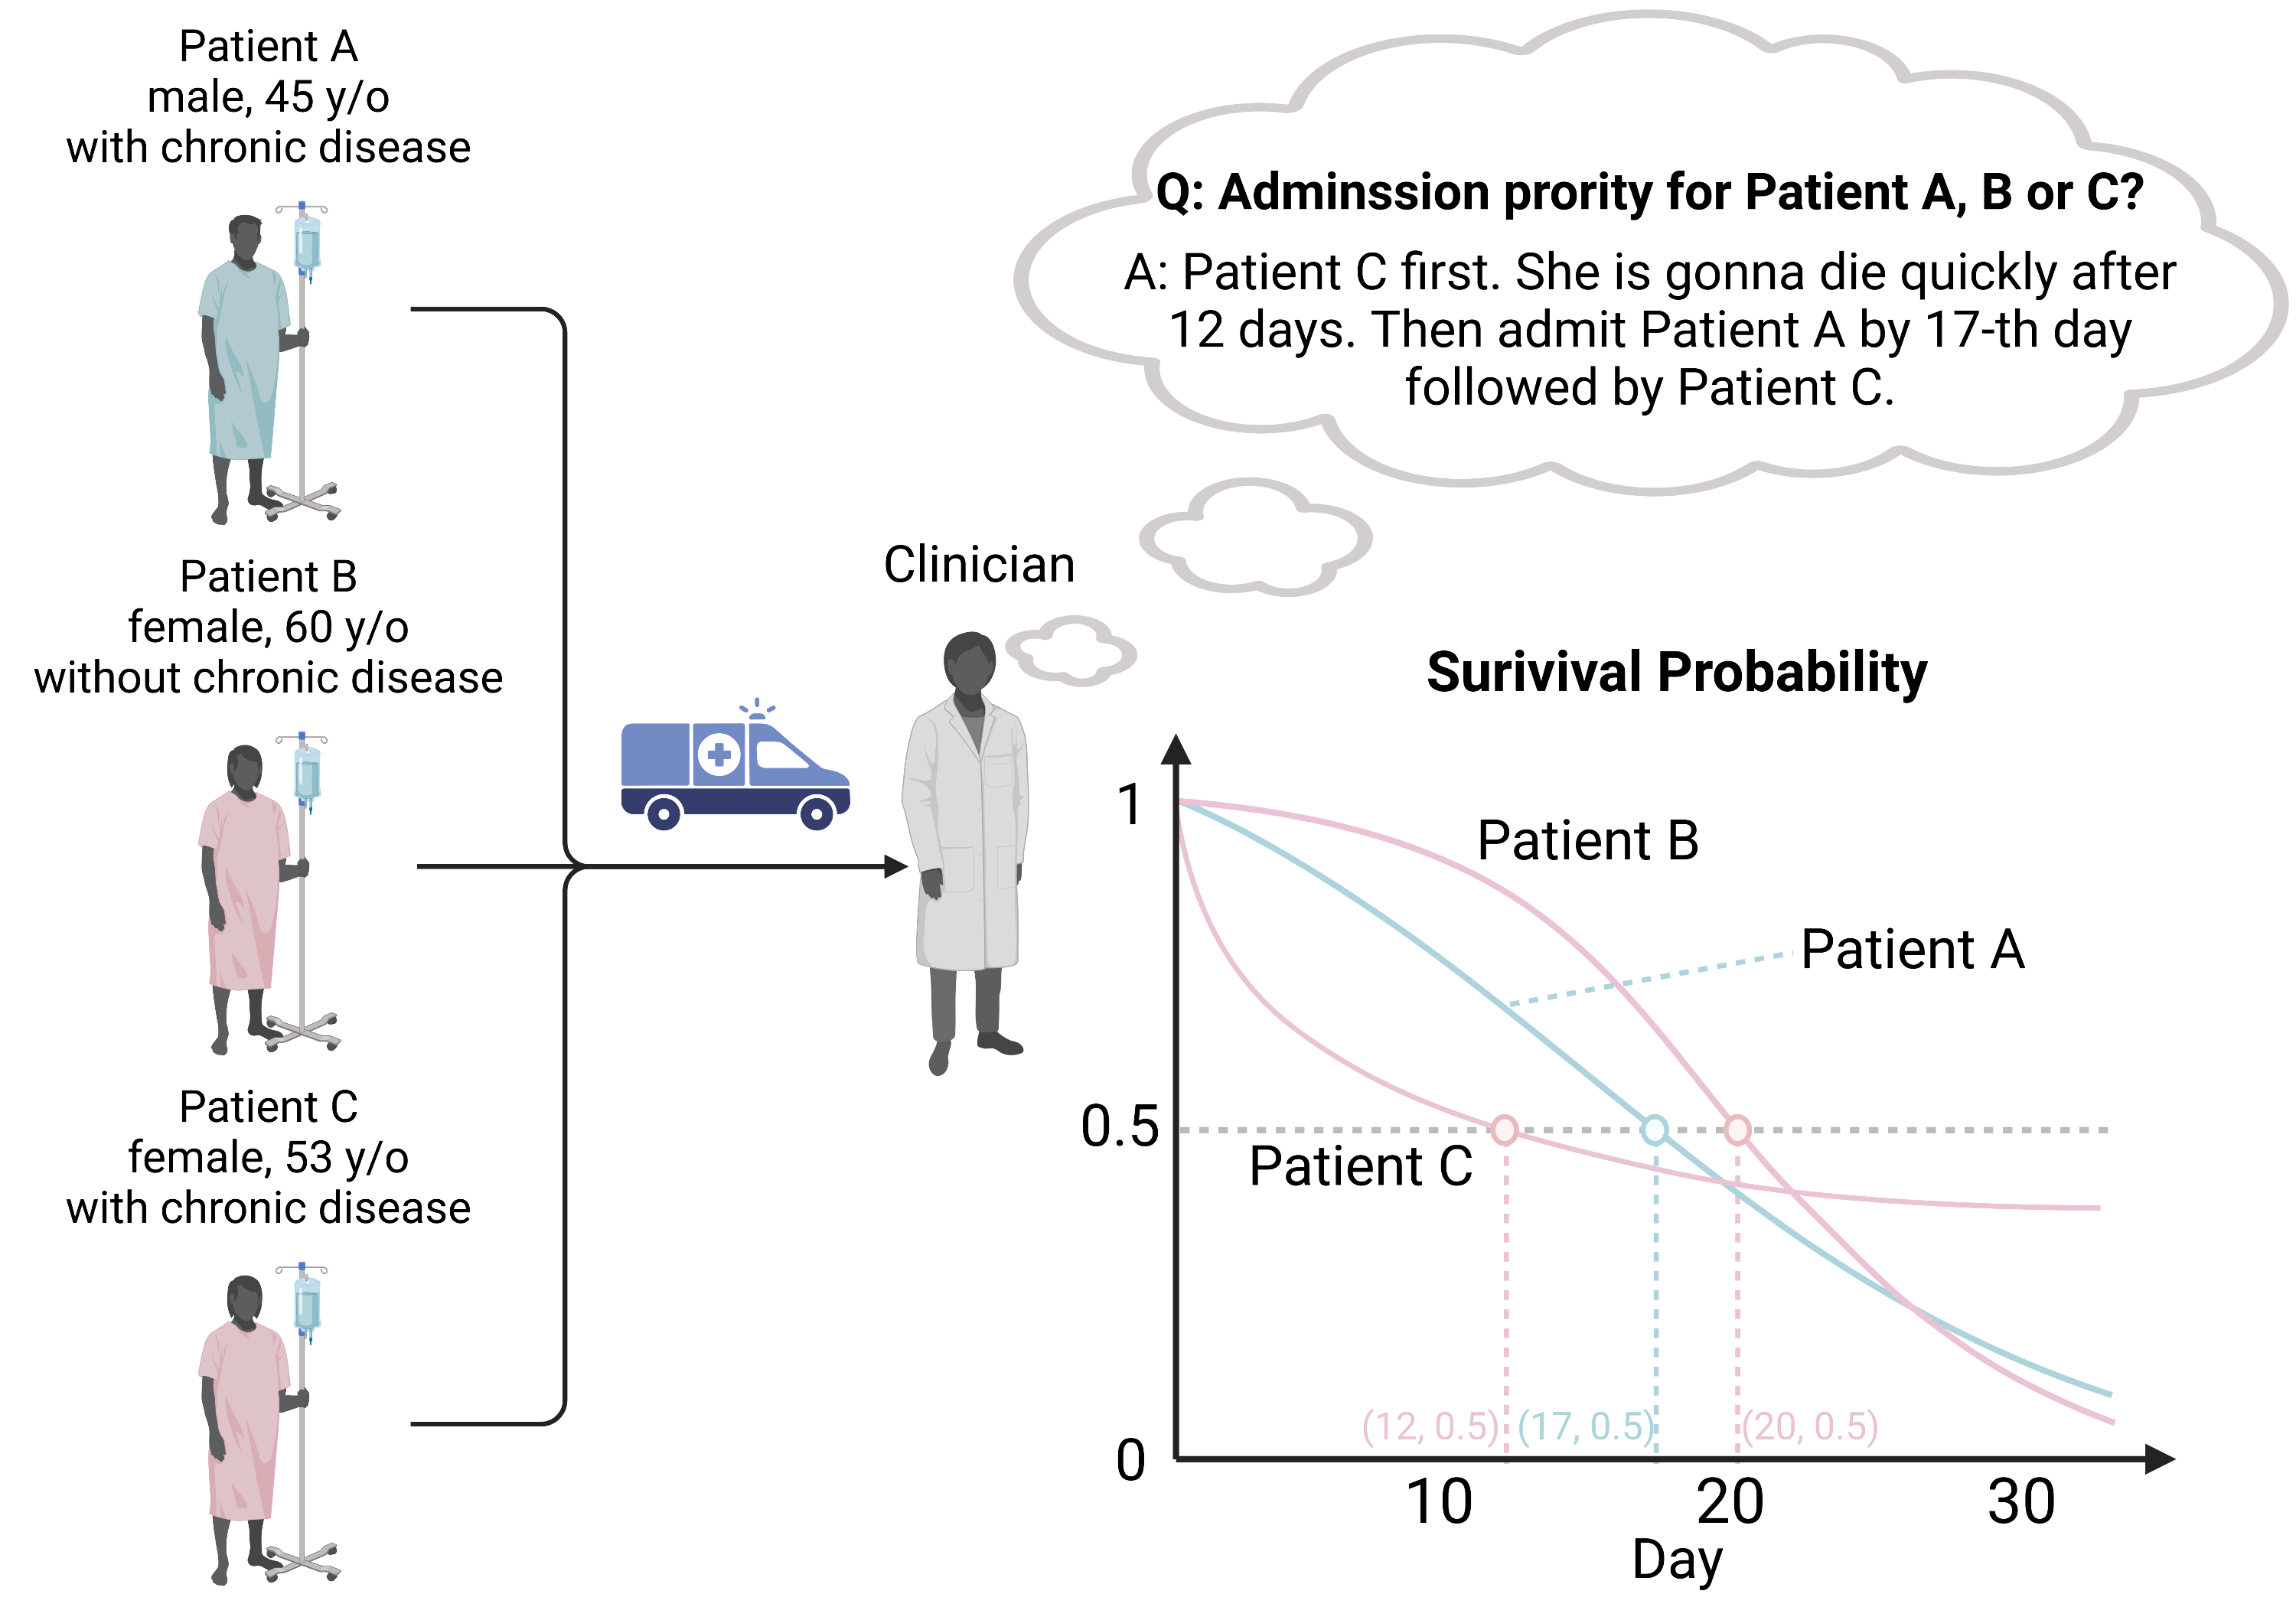 Patient A
male, 45 y/o
with chronic disease
Patient B
female, 60 y/o
without chronic disease
Patient C
female, 53 y/o
with chronic disease
Clinician
Q: Adminssion prority for Patient A, B or C?
A: Patient C first. She is gonna die quickly after
12 days. Then admit Patient A by 17-th day
followed by Patient C.
Surivival Probability
1
Patient B
Patient A
0.5
Patient C
(12, 0.5)
(17, 0.5)
(20, 0.5)
0
10
20
30
Day